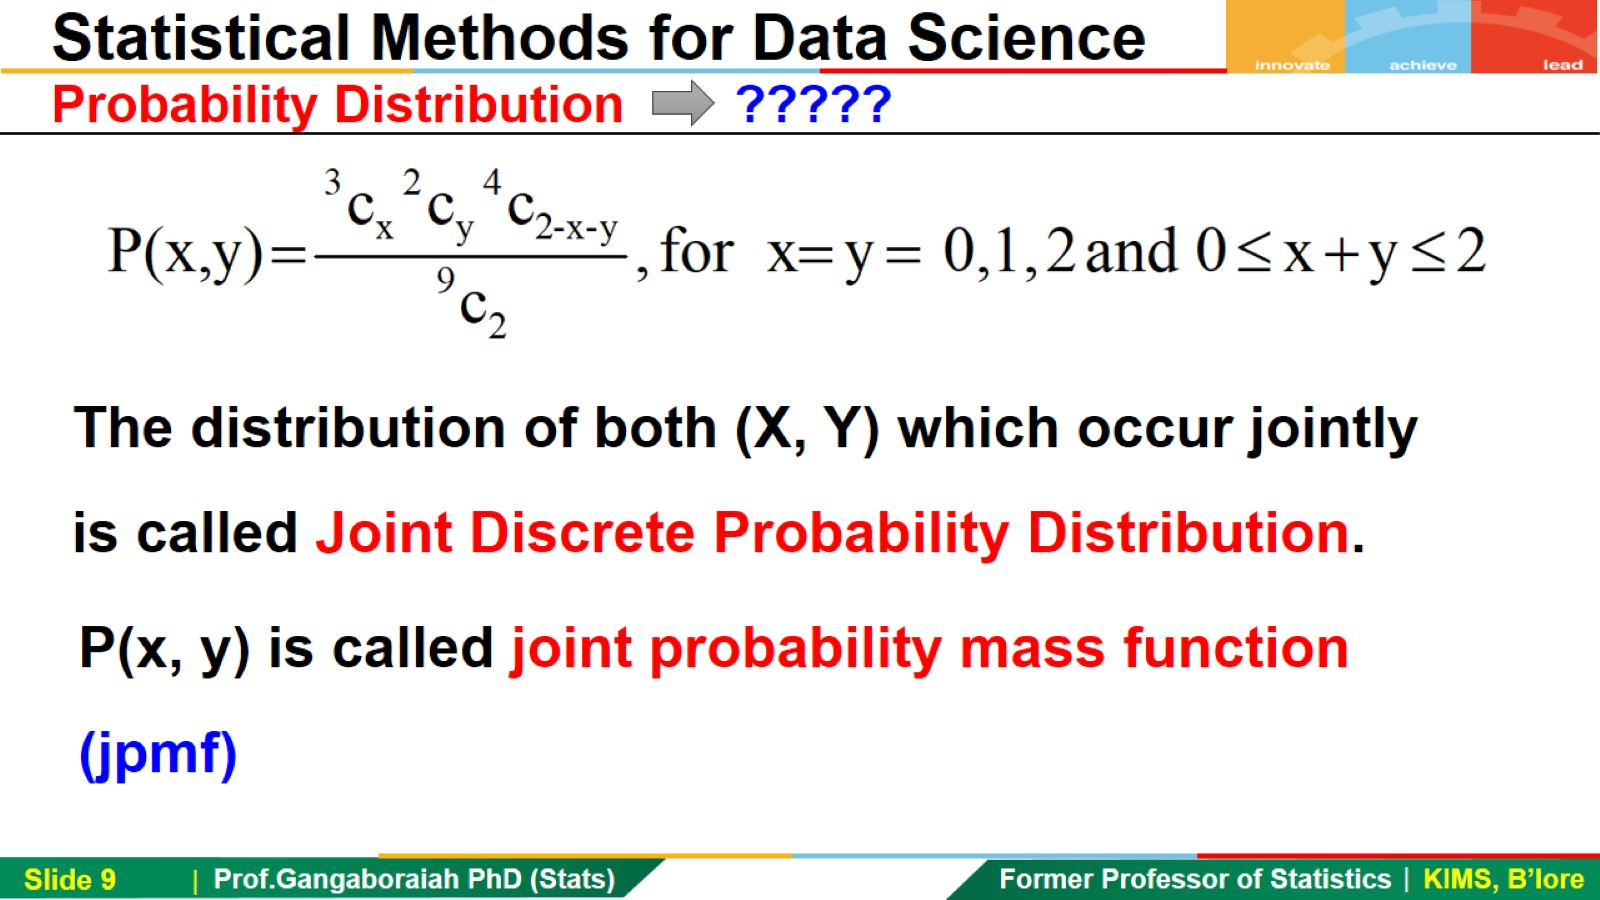 Statistical Methods for Data Science
innovate achieve lead
Probability Distribution ?????
P(x,y) = (³cₓ ²c_y ⁴c_{2-x-y}) / ⁹c₂ , for x = y = 0,1,2 and 0 ≤ x + y ≤ 2
The distribution of both (X, Y) which occur jointly
is called Joint Discrete Probability Distribution.
P(x, y) is called joint probability mass function
(jpmf)
Slide 9 | Prof.Gangaboraiah PhD (Stats) Former Professor of Statistics | KIMS, B’lore